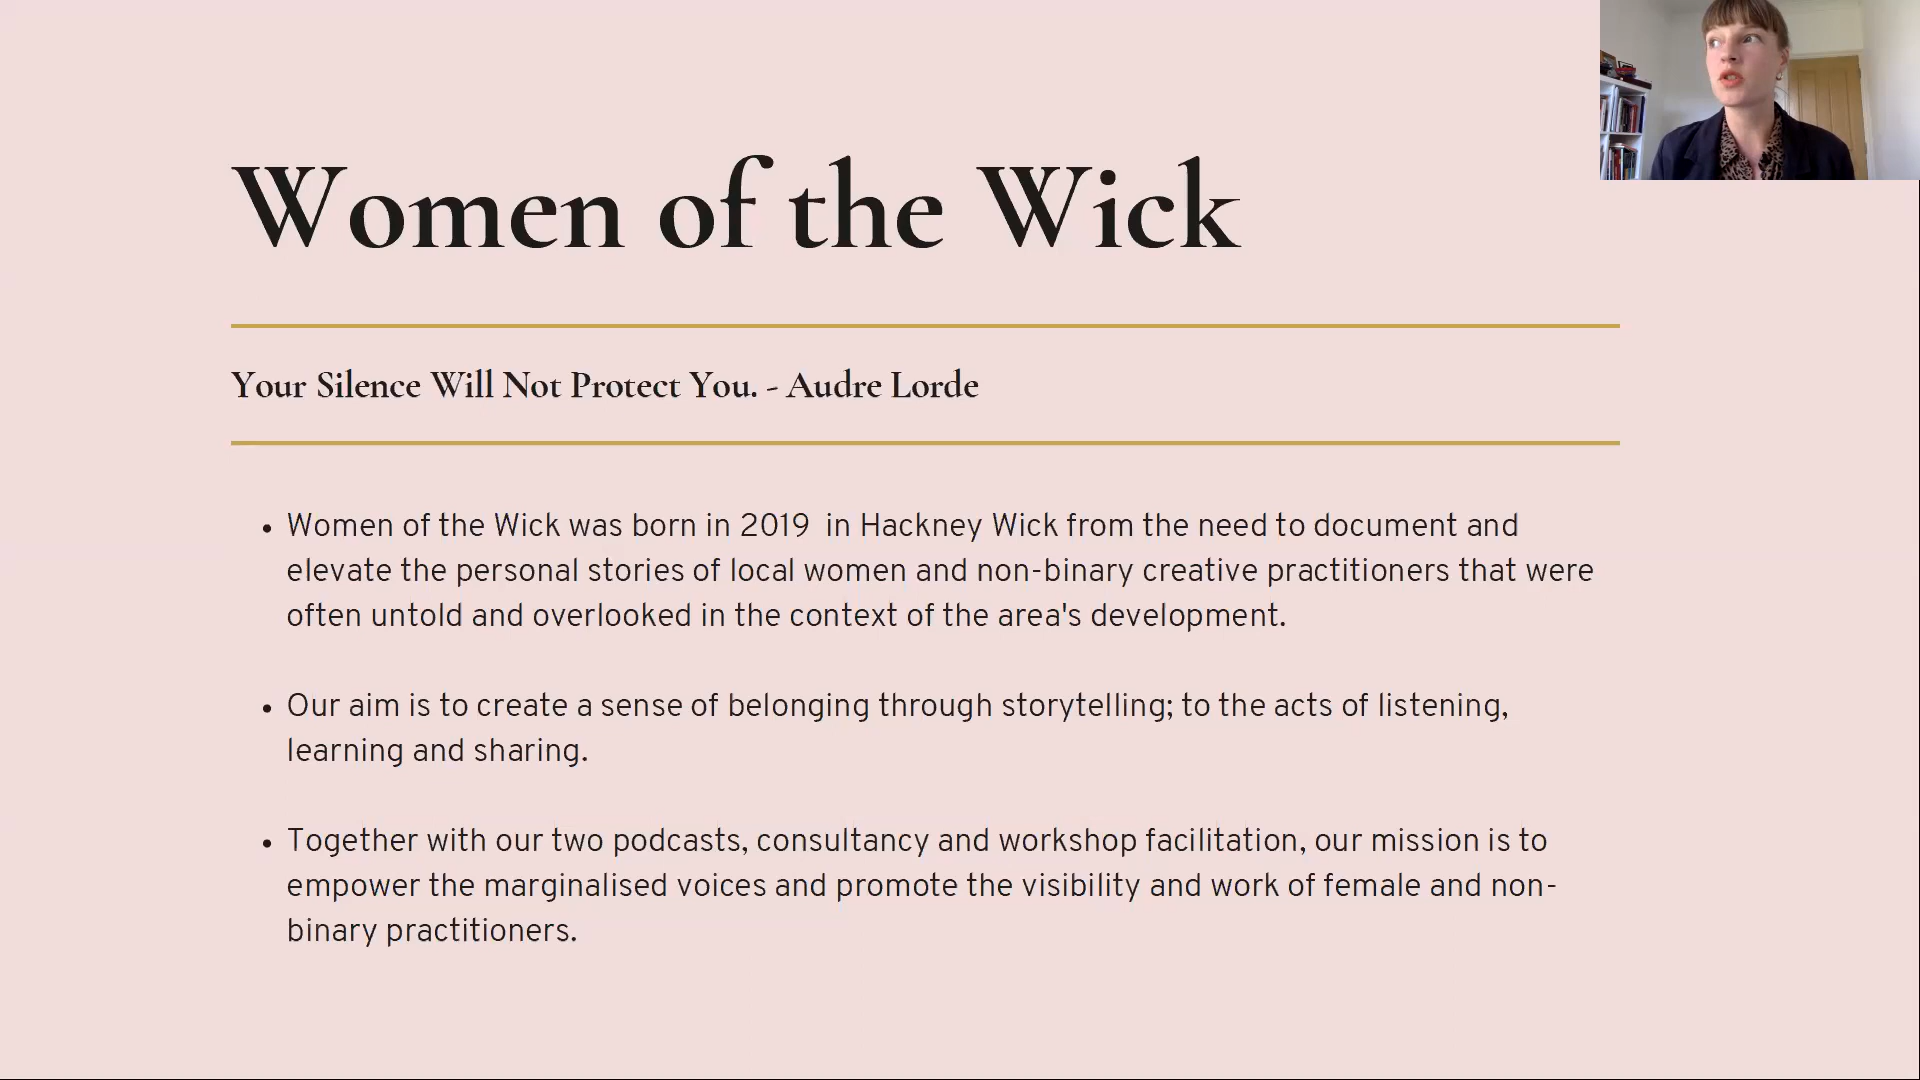 Women of the Wick
Your Silence Will Not Protect You. - Audre Lorde
• Women of the Wick was born in 2019  in Hackney Wick from the need to document and
elevate the personal stories of local women and non-binary creative practitioners that were
often untold and overlooked in the context of the area's development.
• Our aim is to create a sense of belonging through storytelling; to the acts of listening,
learning and sharing.
• Together with our two podcasts, consultancy and workshop facilitation, our mission is to
empower the marginalised voices and promote the visibility and work of female and non-
binary practitioners.